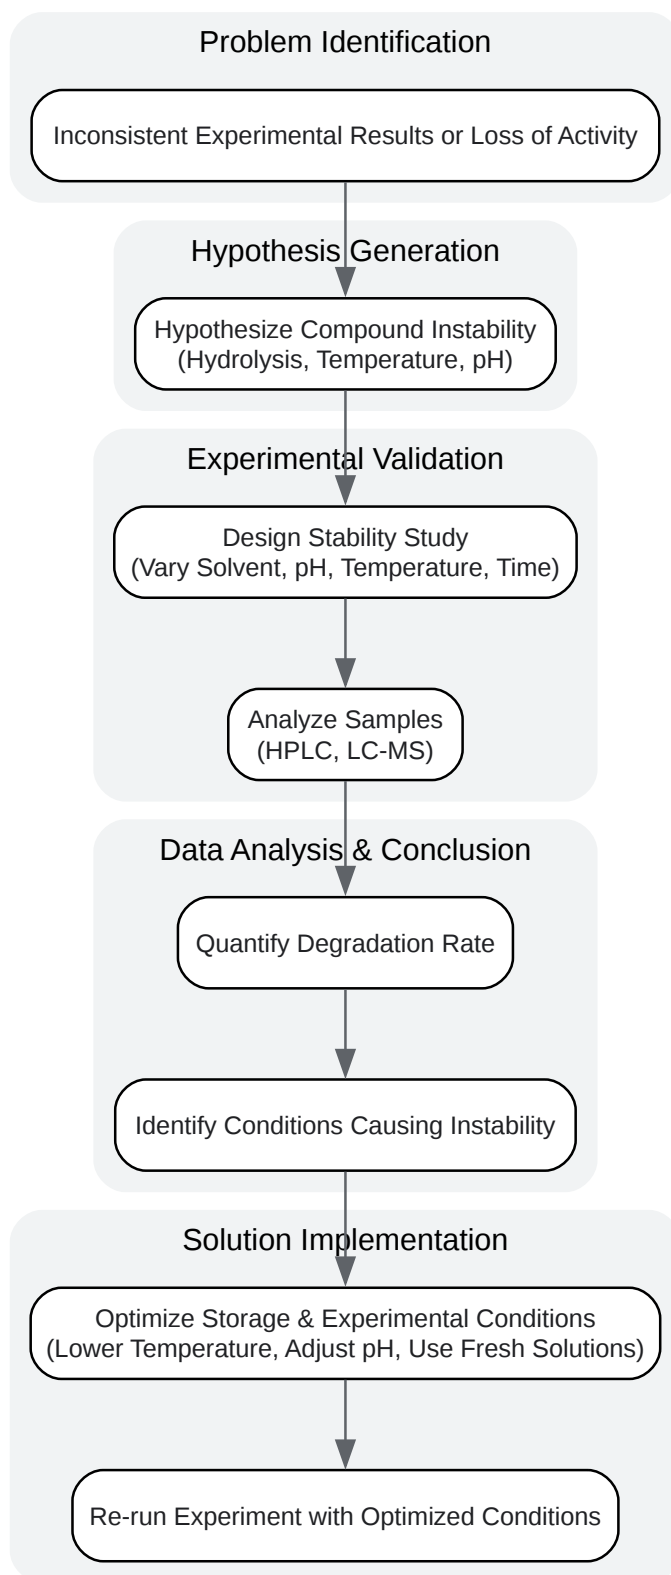 Problem Identification
Inconsistent Experimental Results or Loss of Activity
Hypothesis Generation
Hypothesize Compound Instability
(Hydrolysis, Temperature, pH)
Experimental Validation
Design Stability Study
(Vary Solvent, pH, Temperature, Time)
Analyze Samples
(HPLC, LC-MS)
Data Analysis & Conclusion
Quantify Degradation Rate
Identify Conditions Causing Instability
Solution Implementation
Optimize Storage & Experimental Conditions
(Lower Temperature, Adjust pH, Use Fresh Solutions)
Re-run Experiment with Optimized Conditions